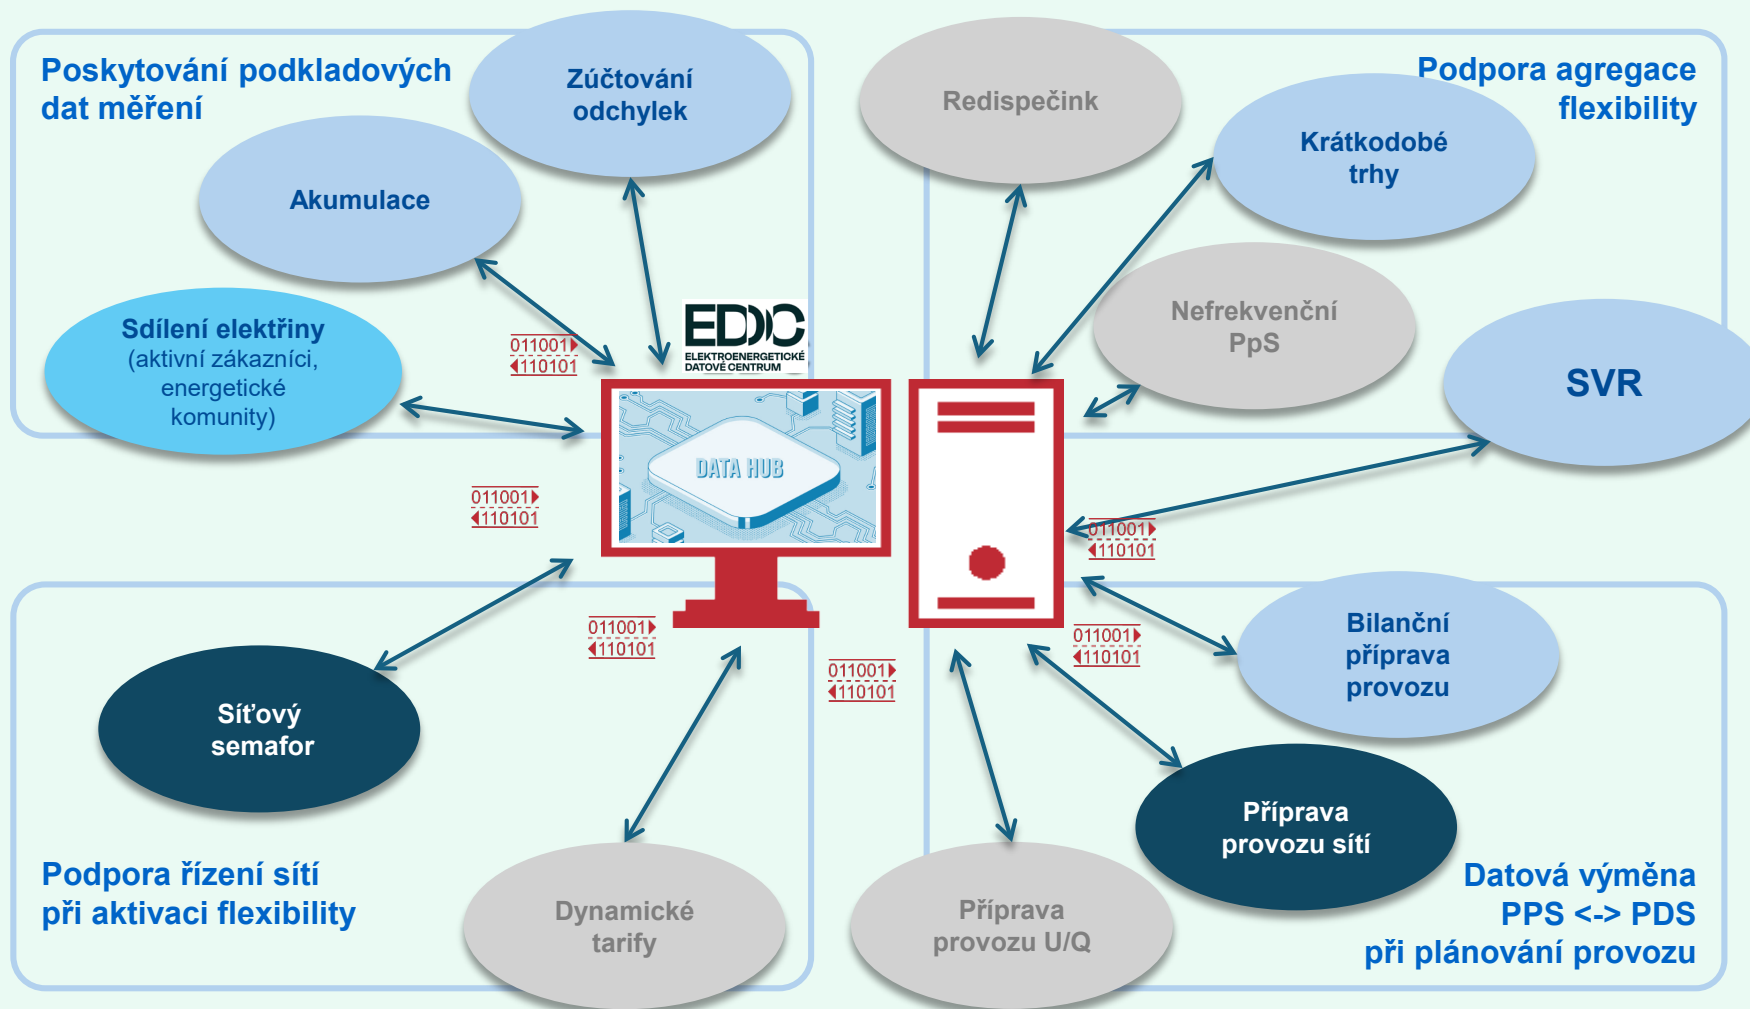 Poskytování podkladových
dat měření
Zúčtování
odchylek
Akumulace
Sdílení elektřiny
(aktivní zákazníci,
energetické
komunity)
011001
110101
011001
110101
EDDC
ELEKTROENERGETICKÉ
DATOVÉ CENTRUM
DATA HUB
Podpora agregace
flexibility
Redispečink
Krátkodobé
trhy
Nefrekvenční
PpS
SVR
011001
110101
Síťový
semafor
Podpora řízení sítí
při aktivaci flexibility
Dynamické
tarify
011001
110101
011001
110101
011001
110101
Bilanční
příprava
provozu
Příprava
provozu sítí
Příprava
provozu U/Q
Datová výměna
PPS <-> PDS
při plánování provozu